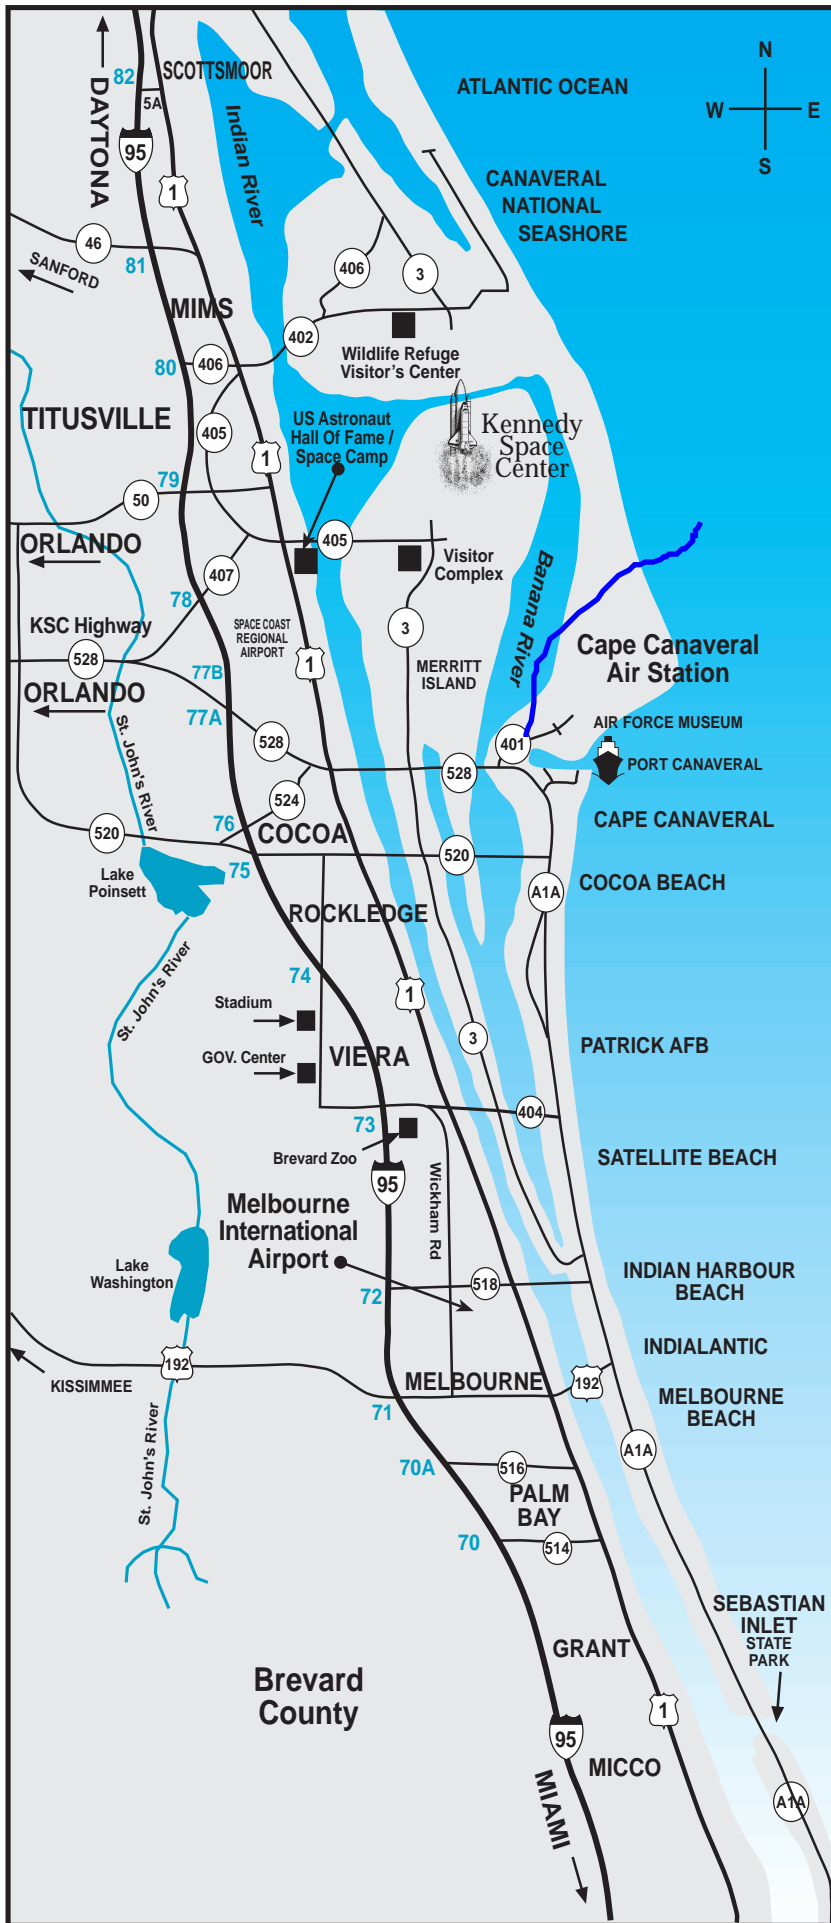 82
SCOTTSMOOR
5A
DAYTONA
95
1
Indian River
ATLANTIC OCEAN
N
W
E
S
CANAVERAL
NATIONAL
SEASHORE
46
SANFORD
81
406
3
MIMS
402
80
406
Wildlife Refuge
Visitor's Center
TITUSVILLE
405
US Astronaut
Hall Of Fame /
Space Camp
Kennedy
Space
Center
1
79
50
ORLANDO
405
Visitor
Complex
407
78
Banana River
KSC Highway
SPACE COAST
REGIONAL
AIRPORT
3
1
528
77B
MERRITT
ISLAND
Cape Canaveral
Air Station
ORLANDO
77A
St. John's River
528
401
AIR FORCE MUSEUM
528
PORT CANAVERAL
524
76
COCOA
520
520
CAPE CANAVERAL
75
Lake
Poinsett
A1A
COCOA BEACH
ROCKLEDGE
St. John's River
74
1
Stadium
3
VIERA
PATRICK AFB
GOV. Center
404
73
Brevard Zoo
SATELLITE BEACH
95
Wickham Rd
Melbourne
International
Airport
Lake
Washington
518
72
INDIAN HARBOUR
BEACH
192
INDIALANTIC
KISSIMMEE
MELBOURNE
192
71
MELBOURNE
BEACH
St. John's River
A1A
70A
516
PALM
BAY
70
514
SEBASTIAN
INLET
STATE
PARK
GRANT
Brevard
County
1
95
MICCO
MIAMI
A1A